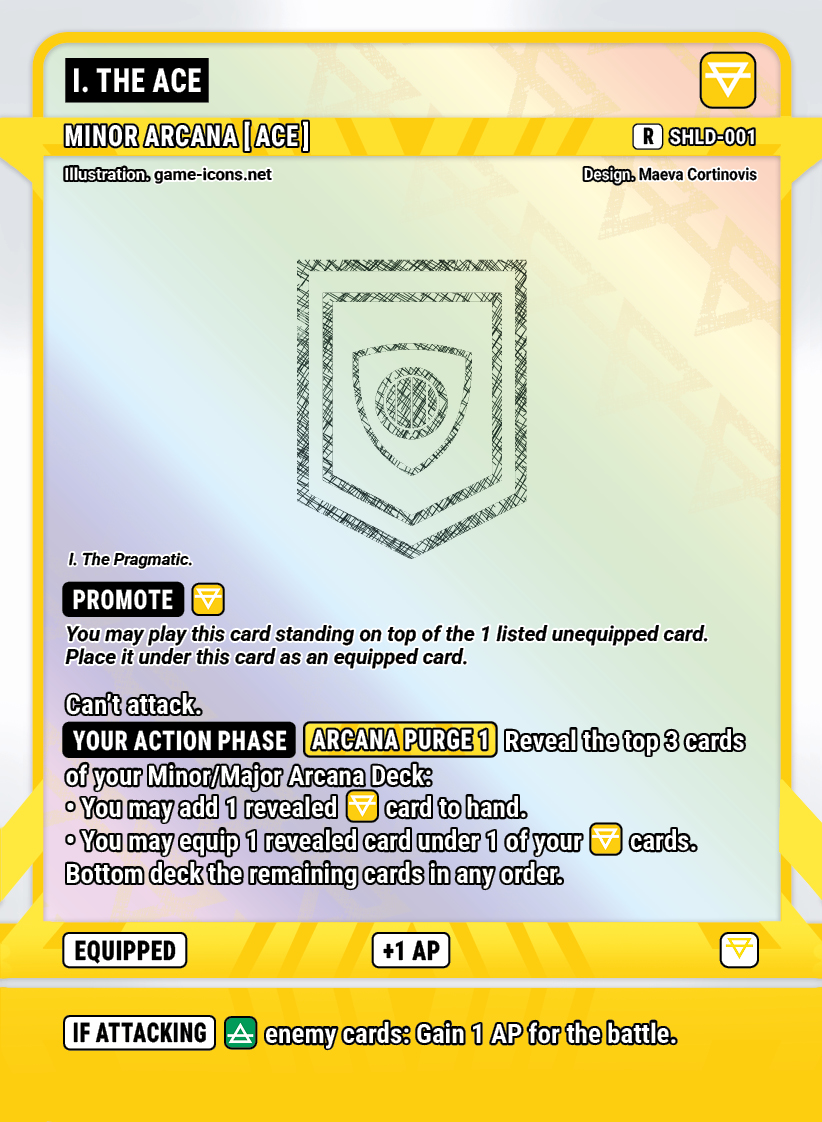 I. THE ACE
MINOR ARCANA [ ACE ]
R SHLD-001
Illustration. game-icons.net
Design. Maeva Cortinovis
I. The Pragmatic.
PROMOTE
You may play this card standing on top of the 1 listed unequipped card.
Place it under this card as an equipped card.
Can't attack.
YOUR ACTION PHASE ARCANA PURGE 1 Reveal the top 3 cards
of your Minor/Major Arcana Deck:
• You may add 1 revealed card to hand.
• You may equip 1 revealed card under 1 of your cards.
Bottom deck the remaining cards in any order.
EQUIPPED +1 AP
IF ATTACKING enemy cards: Gain 1 AP for the battle.